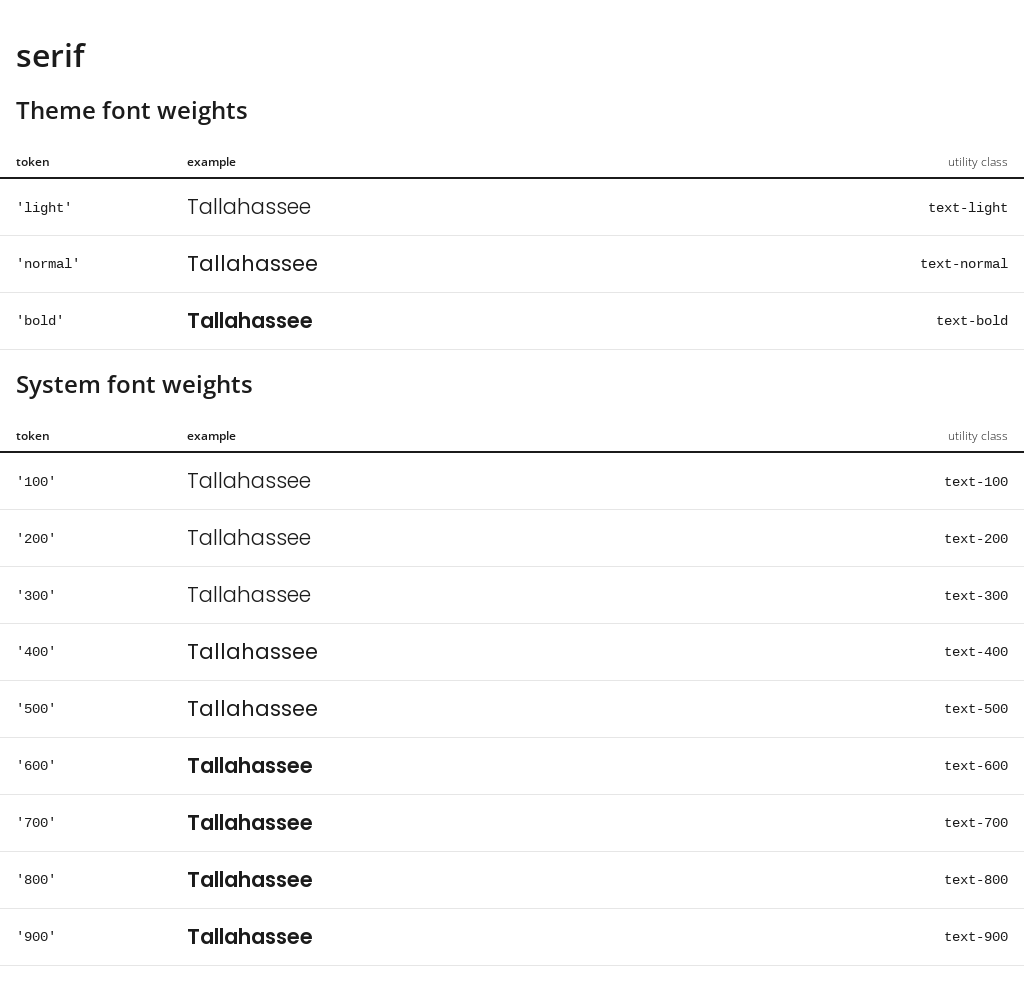 serif
Theme font weights
token example utility class
'light' Tallahassee text-light
'normal' Tallahassee text-normal
'bold' Tallahassee text-bold
System font weights
token example utility class
'100' Tallahassee text-100
'200' Tallahassee text-200
'300' Tallahassee text-300
'400' Tallahassee text-400
'500' Tallahassee text-500
'600' Tallahassee text-600
'700' Tallahassee text-700
'800' Tallahassee text-800
'900' Tallahassee text-900